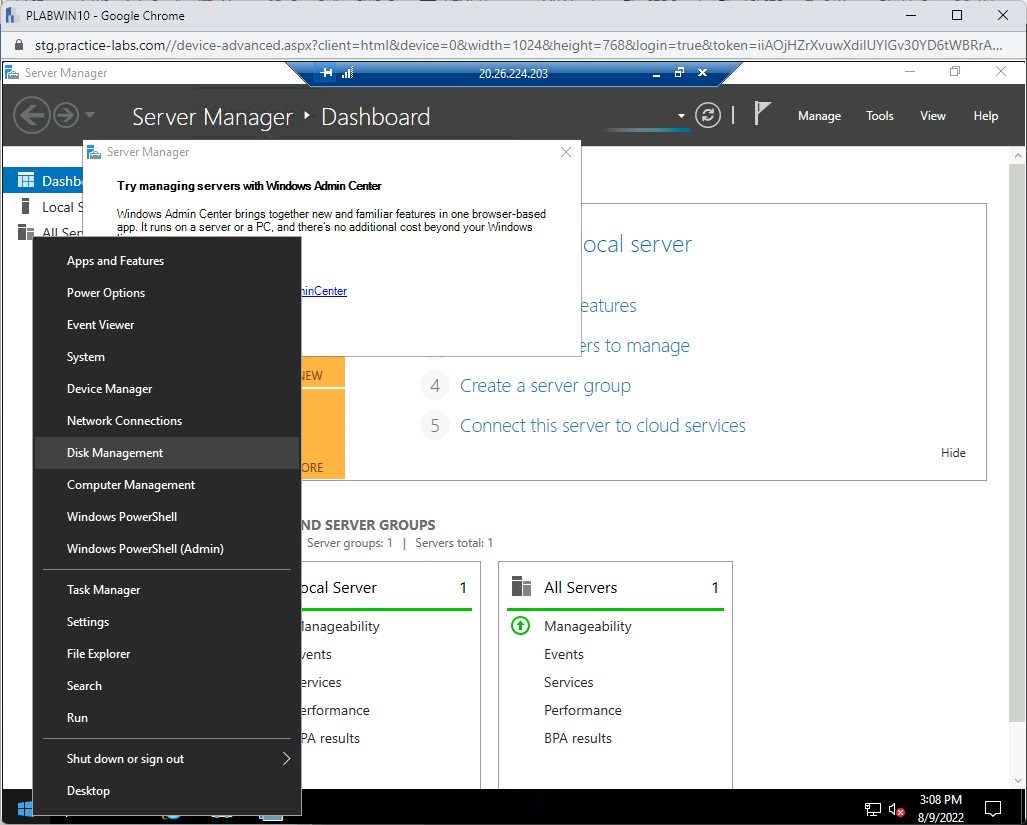 PLABWIN10 - Google Chrome
stg.practice-labs.com//device-advanced.aspx?client=html&device=0&width=1024&height=768&login=true&token=iiAOjHZrXvuwXdilUYIGv30YD6tWBRrA...
Server Manager
20.26.224.203
Server Manager
Dashboard
Manage
Tools
View
Help
Server Manager
Dashb
Local S
All Ser
Try managing servers with Windows Admin Center
Windows Admin Center brings together new and familiar features in one browser-based
app. It runs on a server or a PC, and there's no additional cost beyond your Windows
inCenter
ocal server
eatures
ers to manage
4 Create a server group
5 Connect this server to cloud services
Hide
Apps and Features
Power Options
Event Viewer
System
Device Manager
Network Connections
Disk Management
Computer Management
Windows PowerShell
Windows PowerShell (Admin)
Task Manager
Settings
File Explorer
Search
Run
Shut down or sign out
Desktop
EW
ORE
ND SERVER GROUPS
Server groups: 1 | Servers total: 1
ocal Server 1
anageability
vents
ervices
erformance
PA results
All Servers 1
Manageability
Events
Services
Performance
BPA results
3:08 PM
8/9/2022